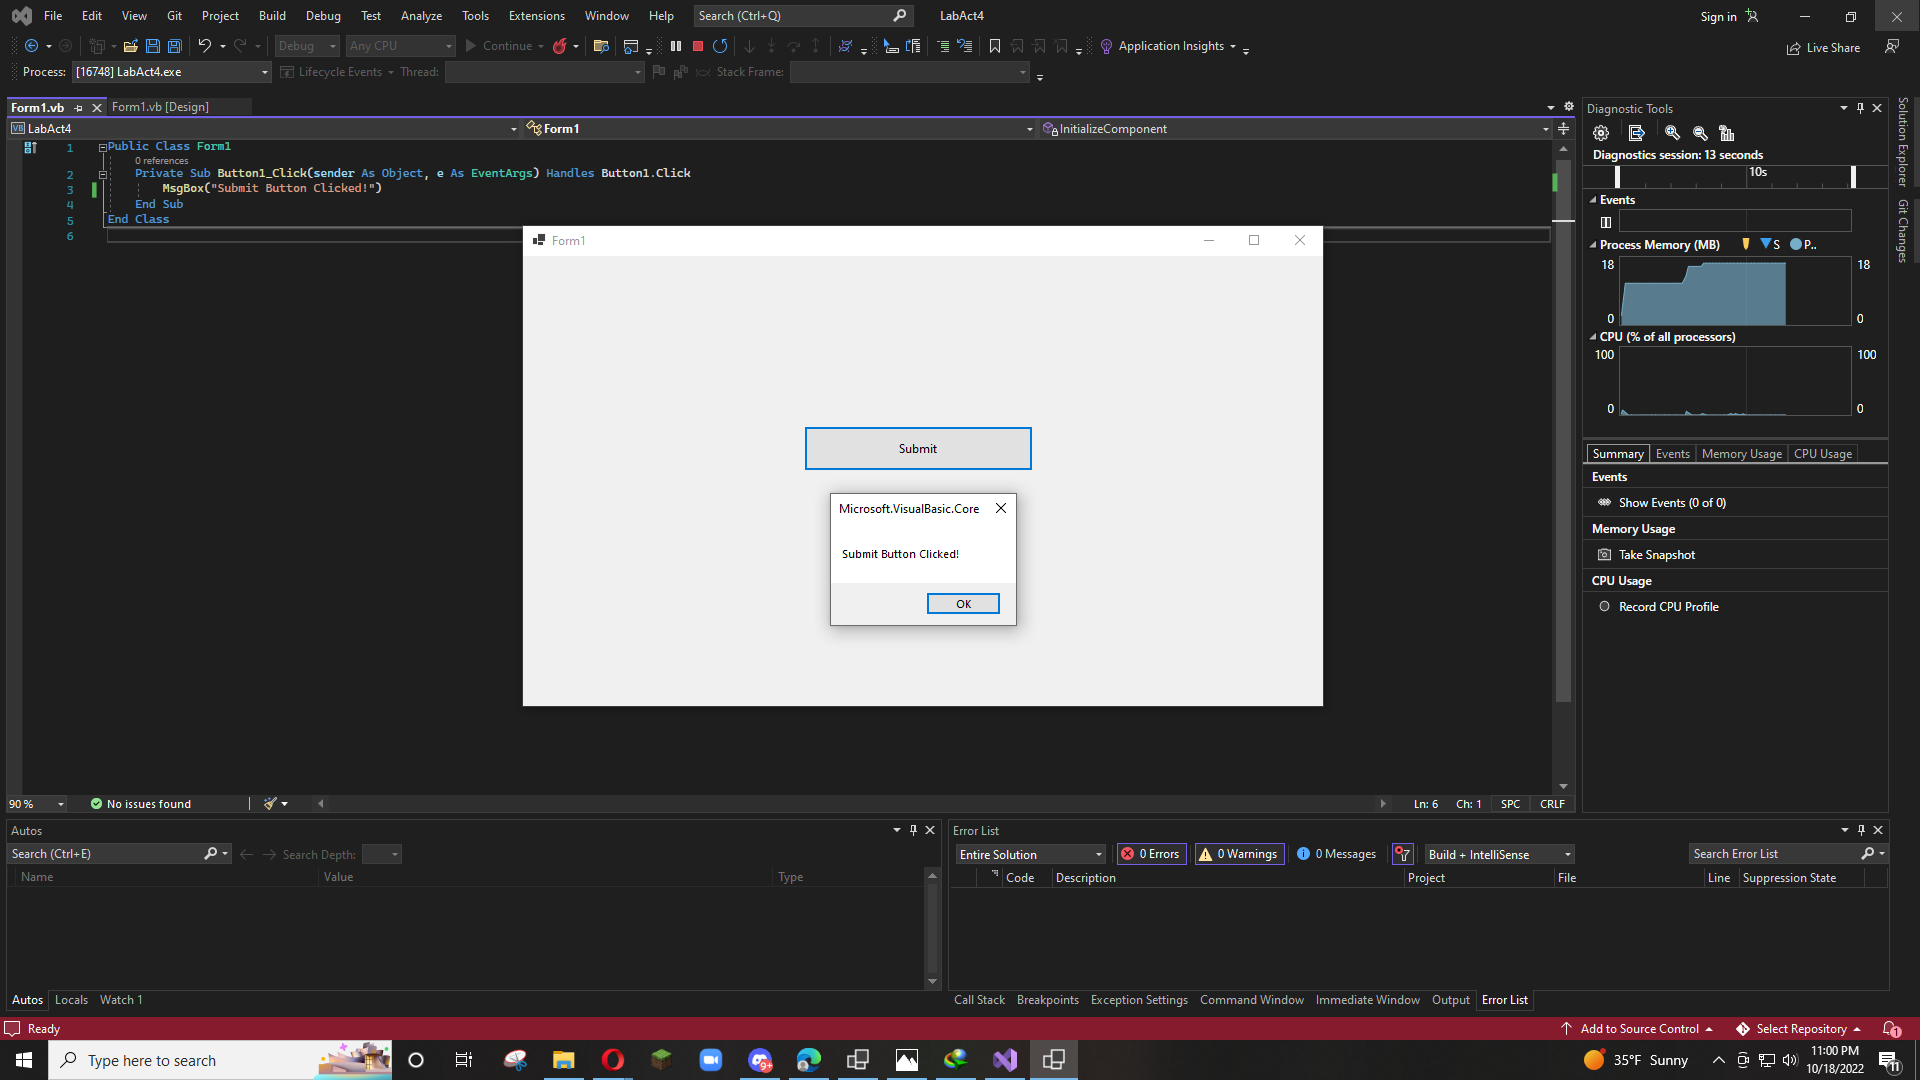 File Edit View Git Project Build Debug Test Analyze Tools Extensions Window Help Search (Ctrl+Q) LabAct4 Sign in
Debug Any CPU Continue Application Insights Live Share
Process: [16748] LabAct4.exe Lifecycle Events Thread: Stack Frame:
Form1.vb Form1.vb [Design]
VB LabAct4 Form1 InitializeComponent
1 Public Class Form1
0 references
2 Private Sub Button1_Click(sender As Object, e As EventArgs) Handles Button1.Click
3 MsgBox("Submit Button Clicked!")
4 End Sub
5 End Class
6
Form1
Submit
Microsoft.VisualBasic.Core
Submit Button Clicked!
OK
Diagnostic Tools
Diagnostics session: 13 seconds
10s
Events
Process Memory (MB) S P..
18 18
0 0
CPU (% of all processors)
100 100
0 0
Summary Events Memory Usage CPU Usage
Events
Show Events (0 of 0)
Memory Usage
Take Snapshot
CPU Usage
Record CPU Profile
Solution Explorer
Git Changes
90 % No issues found Ln: 6 Ch: 1 SPC CRLF
Autos
Search (Ctrl+E) Search Depth:
Name Value Type
Autos Locals Watch 1
Error List
Entire Solution 0 Errors 0 Warnings 0 Messages Build + IntelliSense Search Error List
Code Description Project File Line Suppression State
Call Stack Breakpoints Exception Settings Command Window Immediate Window Output Error List
Ready Add to Source Control Select Repository 1
Type here to search 9+ 35°F Sunny 11:00 PM
10/18/2022 11